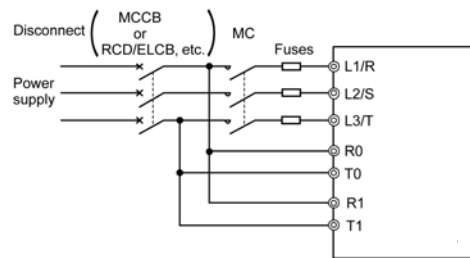 Disconnect
MCCB
or
RCD/ELCB, etc.
MC
Fuses
Power
supply
L1/R
L2/S
L3/T
R0
T0
R1
T1